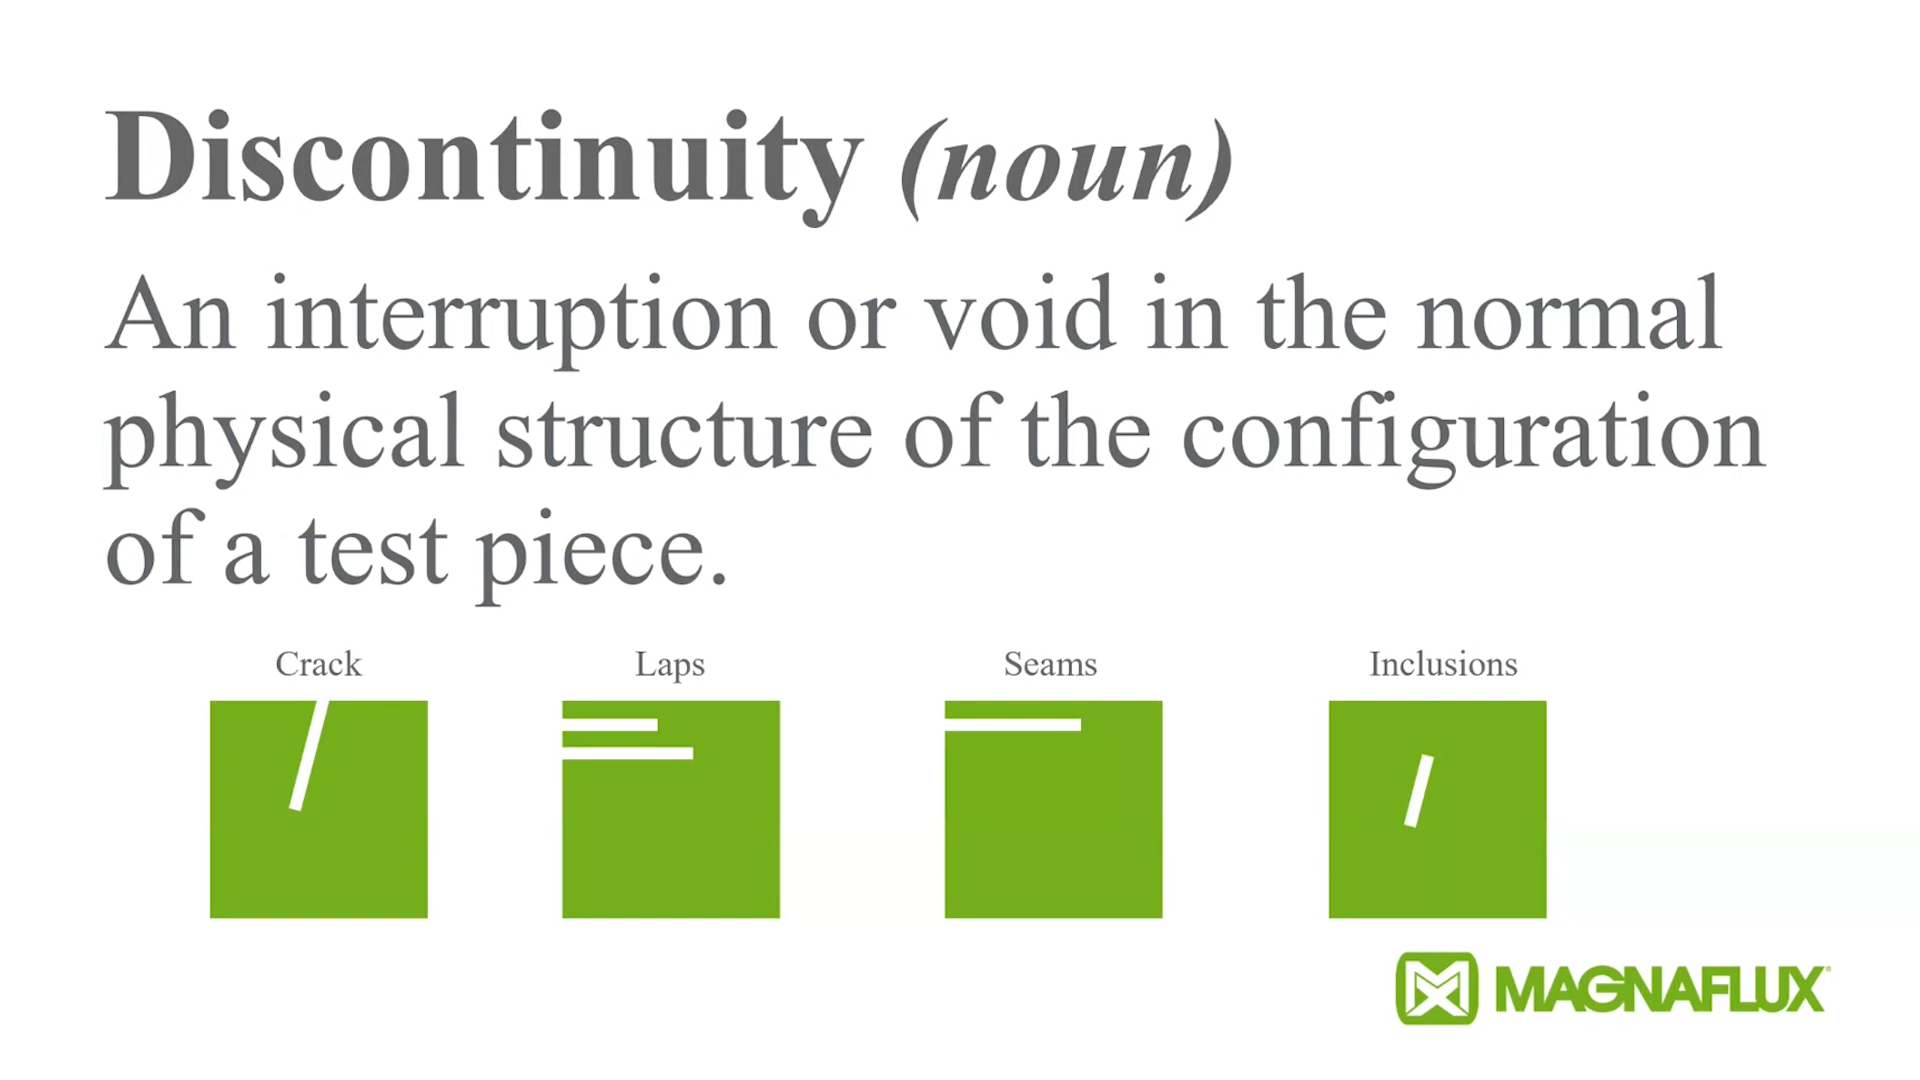 Discontinuity (noun)
An interruption or void in the normal
physical structure of the configuration
of a test piece.
Crack Laps Seams Inclusions
MAGNAFLUX